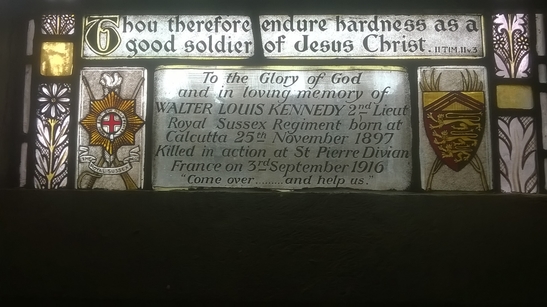 Thou therefore endure hardness as a
good soldier of Jesus Christ. II TIM. II v 3
To the Glory of God
and in loving memory of
WALTER LOUIS KENNEDY 2nd Lieut
Royal Sussex Regiment born at
Calcutta 25th November 1897
Killed in action at St Pierre Divian
France on 3rd September 1916
"Come over........and help us."